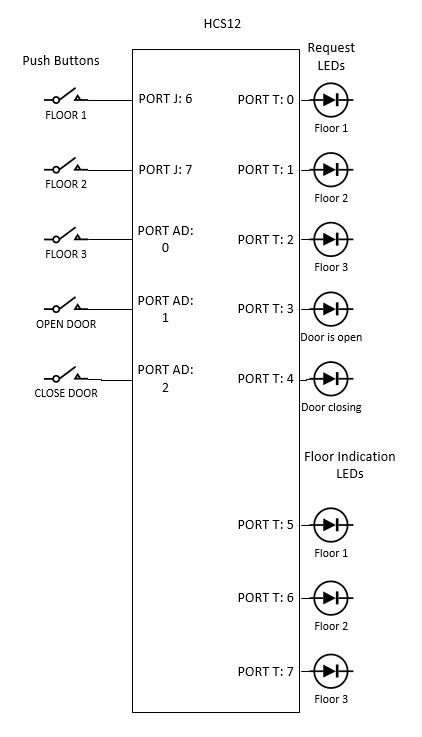 HCS12
Push Buttons
Request
LEDs
PORT J: 6
PORT T: 0
FLOOR 1
Floor 1
PORT J: 7
PORT T: 1
FLOOR 2
Floor 2
PORT AD:
0
PORT T: 2
FLOOR 3
Floor 3
PORT AD:
1
PORT T: 3
OPEN DOOR
Door is open
PORT AD:
2
PORT T: 4
CLOSE DOOR
Door closing
Floor Indication
LEDs
PORT T: 5
Floor 1
PORT T: 6
Floor 2
PORT T: 7
Floor 3